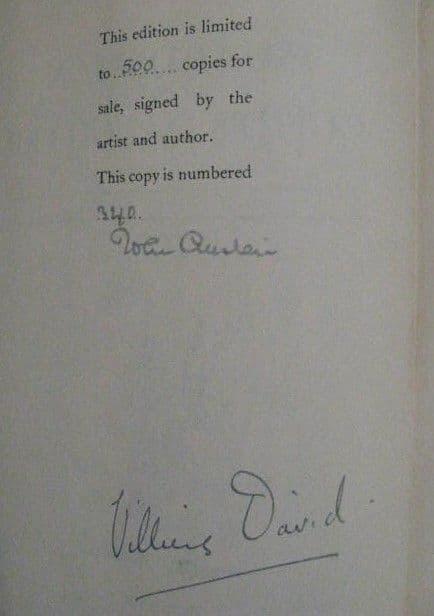 This edition is limited
to..500..... copies for
sale, signed by the
artist and author.
This copy is numbered
340.
John Austen
Villiers David